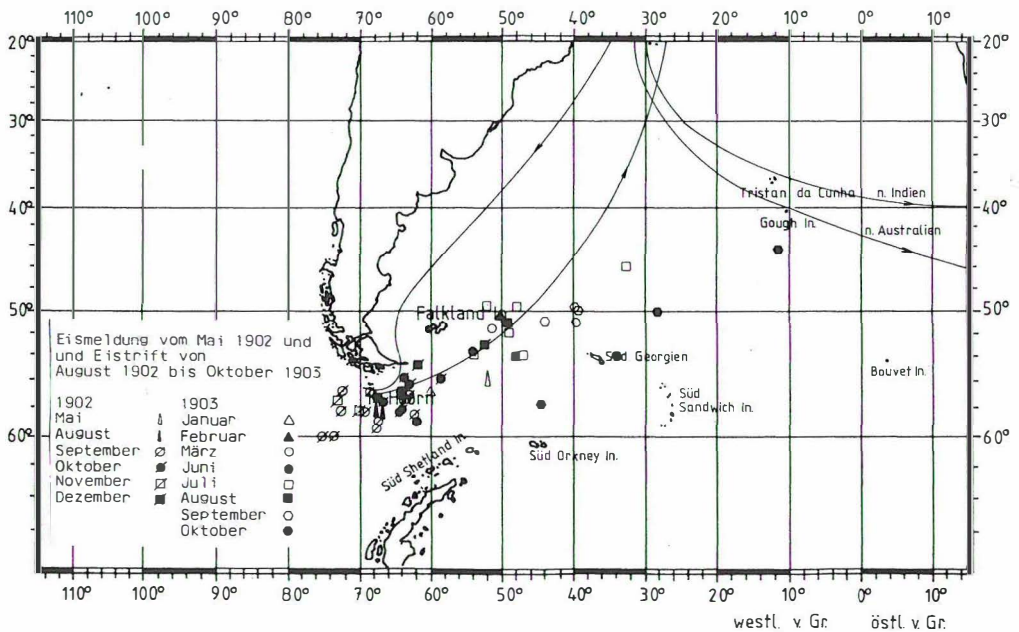 110° 100° 90° 80° 70° 60° 50° 40° 30° 20° 10° 0° 10°
20° 20°
30° 30°
Tristan da Cunha n. Indien
40° 40°
Gough In. n. Australien
50° Falkland In. 50°
Eismeldung vom Mai 1902 und
und Eistrift von
August 1902 bis Oktober 1903
Süd Georgien
Bouvet In.
Süd
Sandwich In.
1902 1903
Mai Januar
August Februar
September März
Oktober Juni
November Juli
Dezember August
September
Oktober
60° 60°
Süd Orkney In.
Süd Shetland In.
110° 100° 90° 80° 70° 60° 50° 40° 30° 20° 10° 0° 10°
westl. v. Gr. östl. v. Gr.